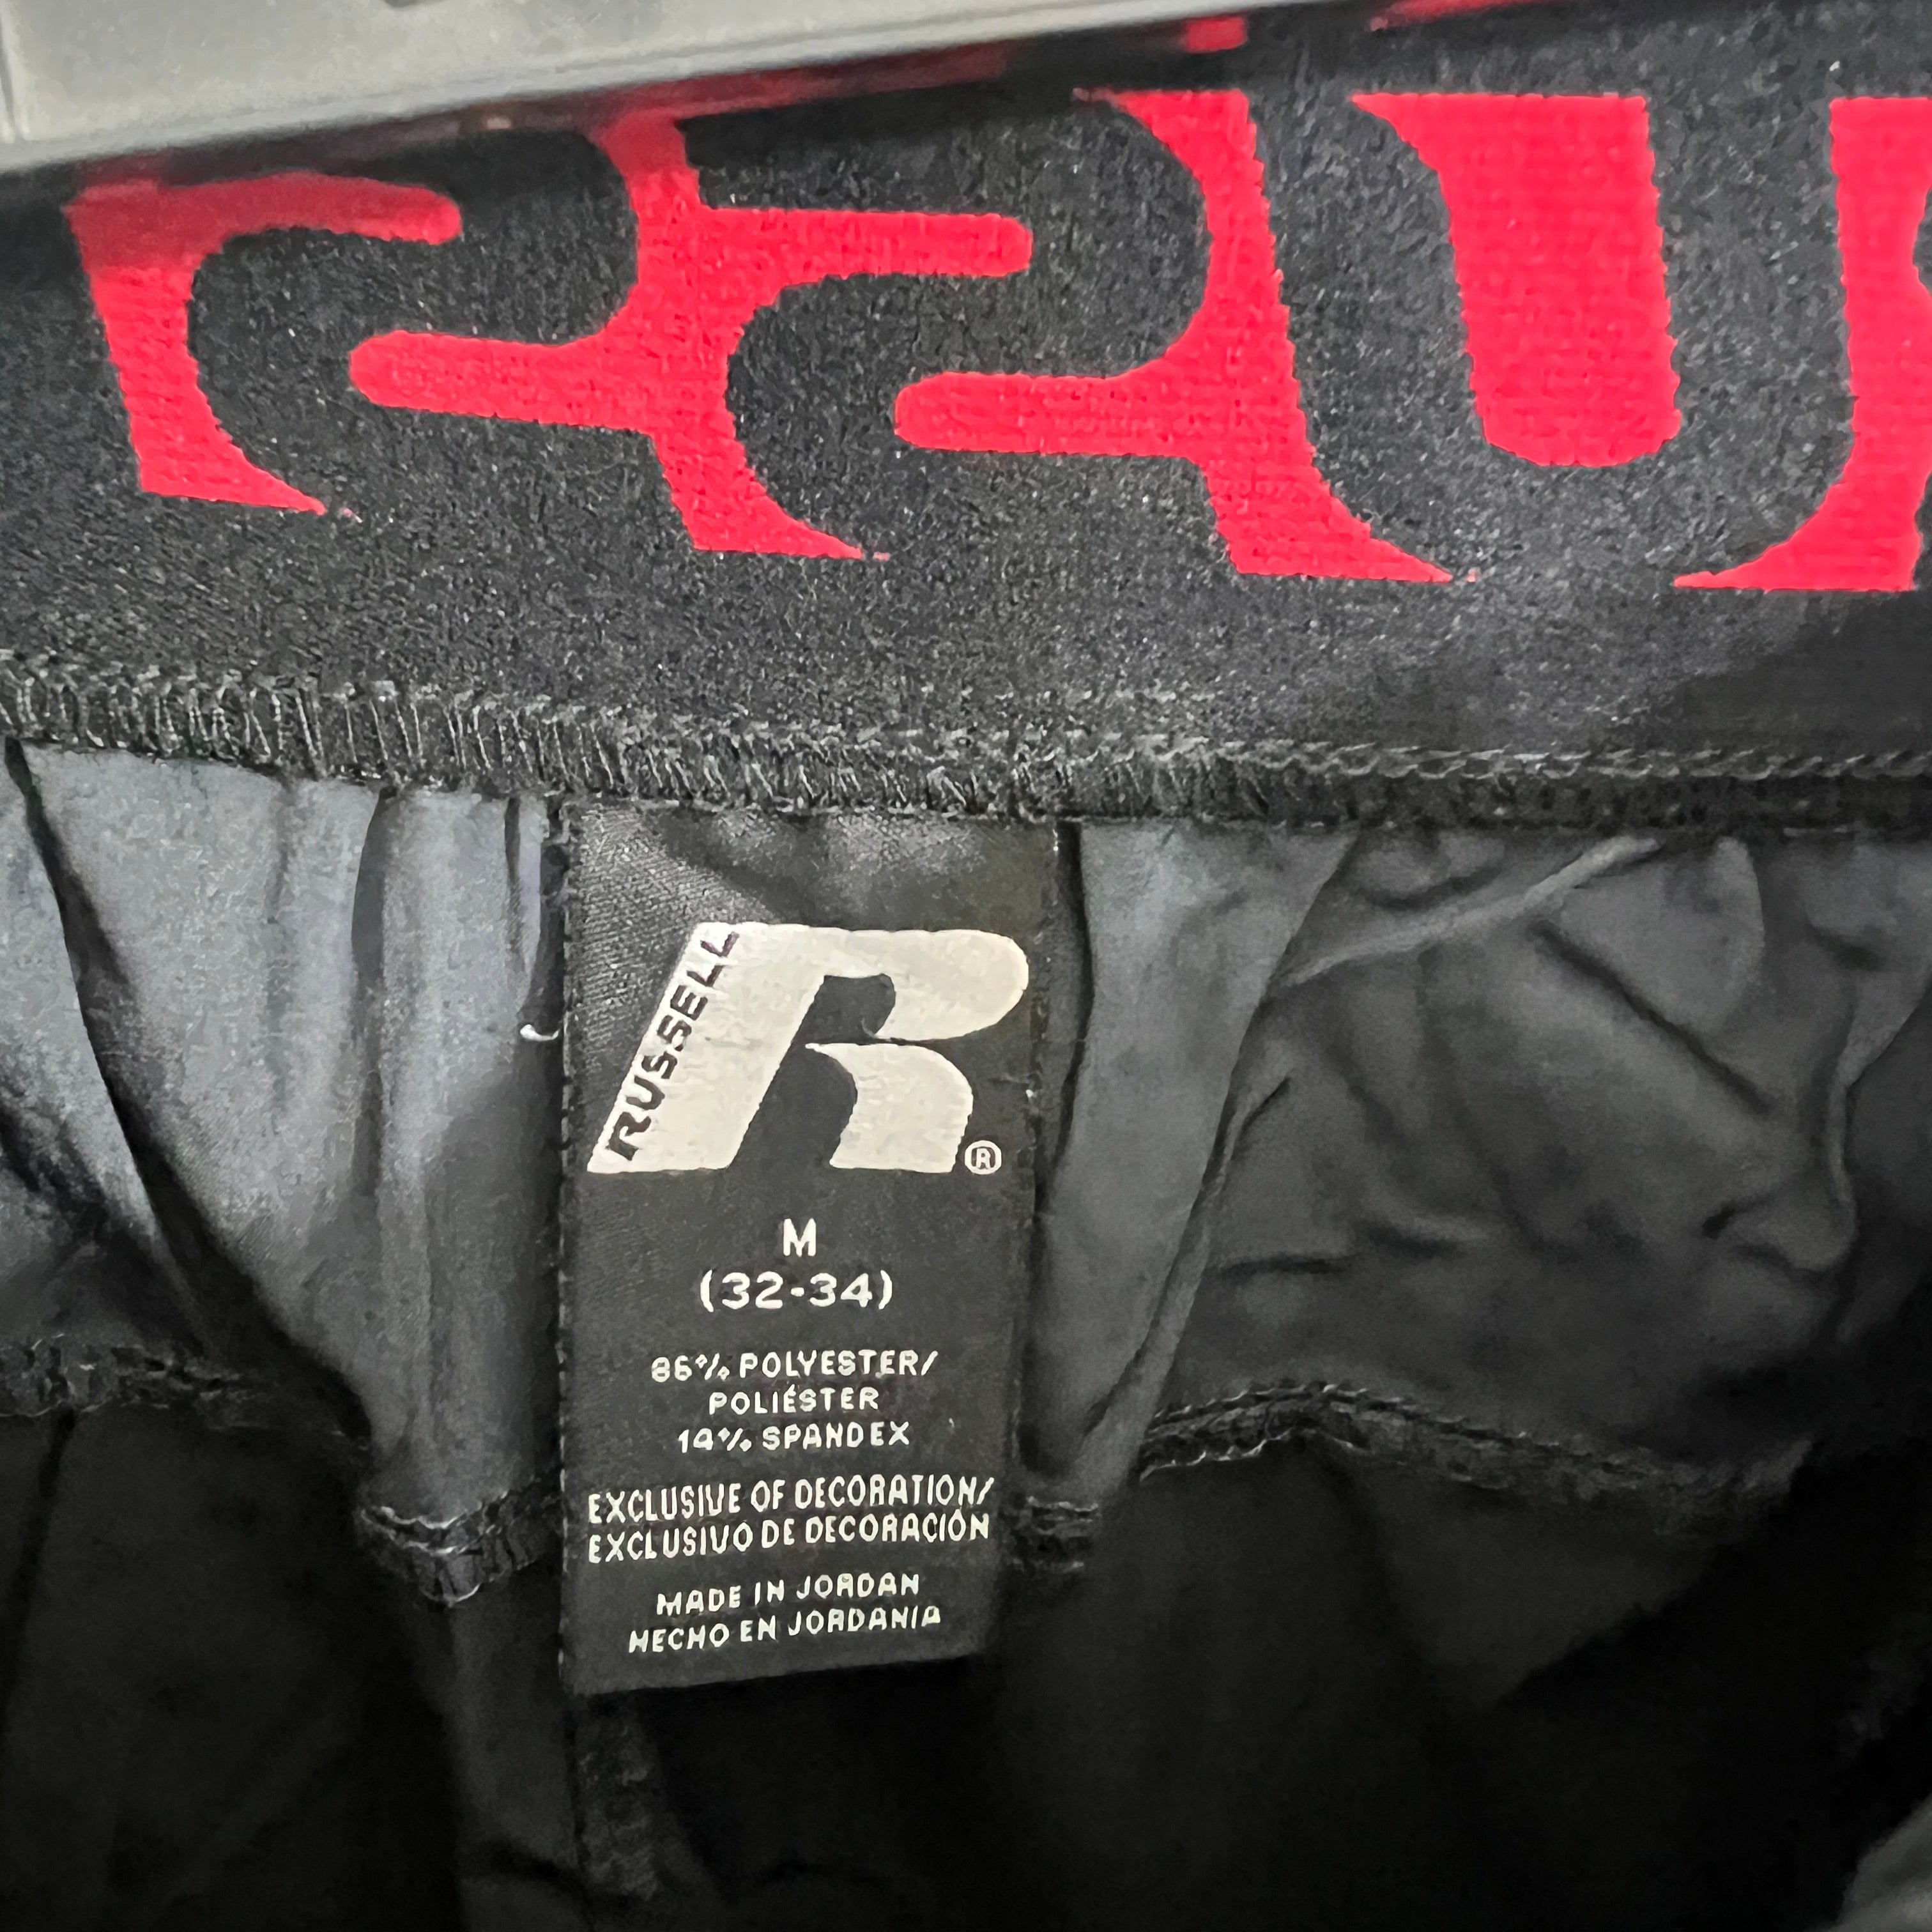 RUSSELL
R®
M
(32-34)
86% POLYESTER/
POLIÉSTER
14% SPANDEX
EXCLUSIVE OF DECORATION/
EXCLUSIVO DE DECORACIÓN
MADE IN JORDAN
HECHO EN JORDANIA